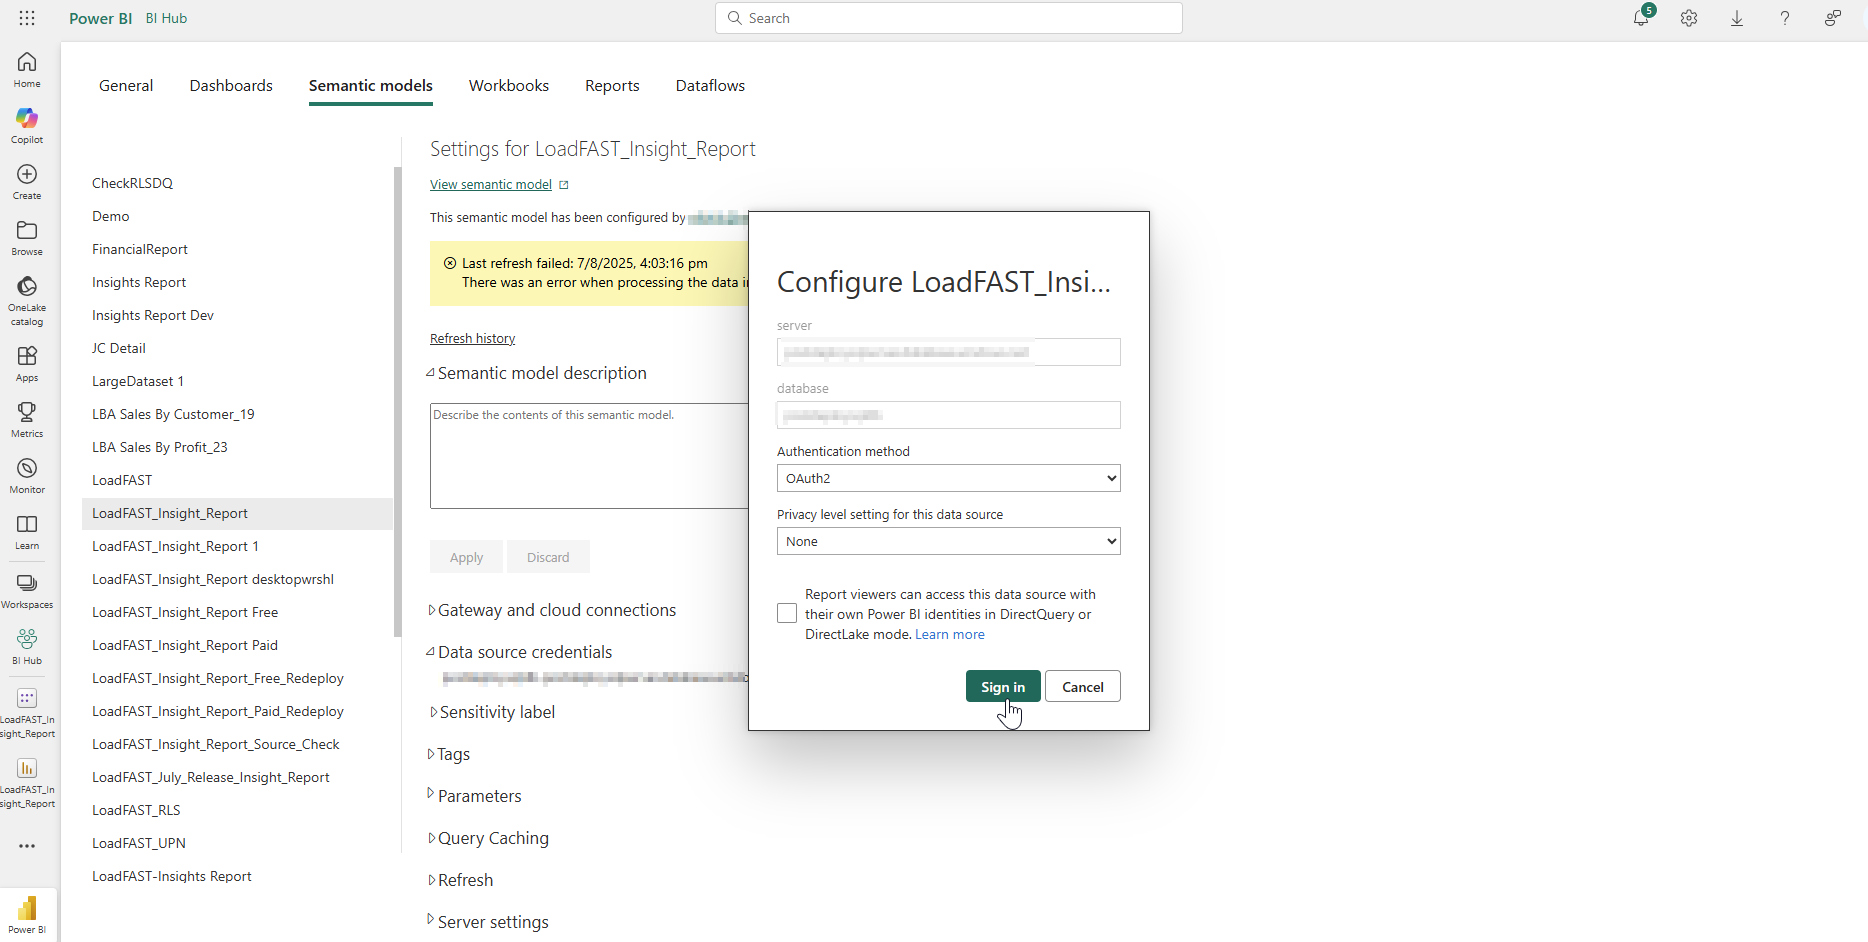 Power BI BI Hub
Search
5
Home
Copilot
Create
Browse
OneLake
catalog
Apps
Metrics
Monitor
Learn
Workspaces
BI Hub
LoadFAST_In
sight_Report
LoadFAST_In
sight_Report
Power BI
General Dashboards Semantic models Workbooks Reports Dataflows
CheckRLSDQ
Demo
FinancialReport
Insights Report
Insights Report Dev
JC Detail
LargeDataset 1
LBA Sales By Customer_19
LBA Sales By Profit_23
LoadFAST
LoadFAST_Insight_Report
LoadFAST_Insight_Report 1
LoadFAST_Insight_Report desktopwrshl
LoadFAST_Insight_Report Free
LoadFAST_Insight_Report Paid
LoadFAST_Insight_Report_Free_Redeploy
LoadFAST_Insight_Report_Paid_Redeploy
LoadFAST_Insight_Report_Source_Check
LoadFAST_July_Release_Insight_Report
LoadFAST_RLS
LoadFAST_UPN
LoadFAST-Insights Report
Settings for LoadFAST_Insight_Report
View semantic model
This semantic model has been configured by
Last refresh failed: 7/8/2025, 4:03:16 pm
There was an error when processing the data i
Refresh history
Semantic model description
Describe the contents of this semantic model.
Apply Discard
Gateway and cloud connections
Data source credentials
Sensitivity label
Tags
Parameters
Query Caching
Refresh
Server settings
Configure LoadFAST_Insi...
server
database
Authentication method
OAuth2
Privacy level setting for this data source
None
Report viewers can access this data source with
their own Power BI identities in DirectQuery or
DirectLake mode. Learn more
Sign in Cancel